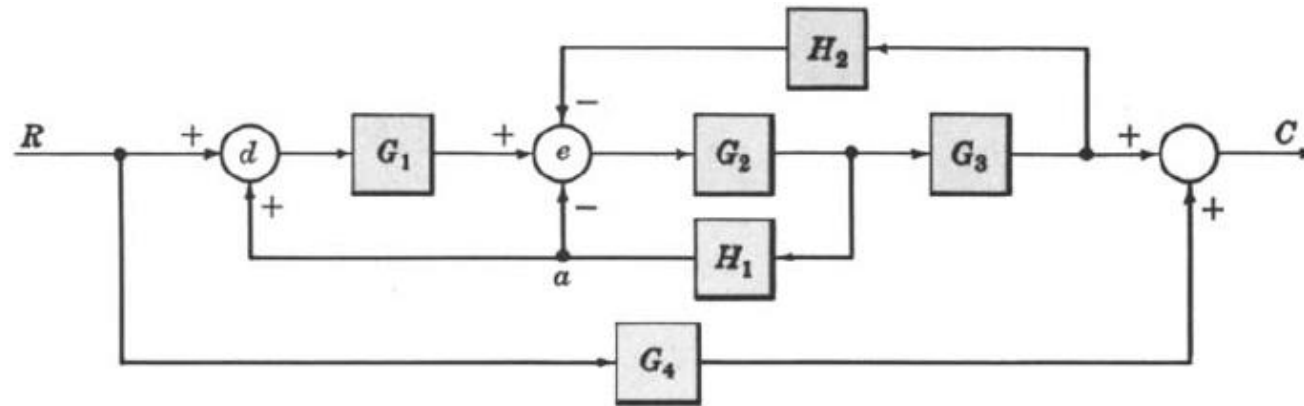 H₂
−
R
+
d
G₁
+
e
G₂
G₃
+
C
+
−
H₁
+
a
G₄